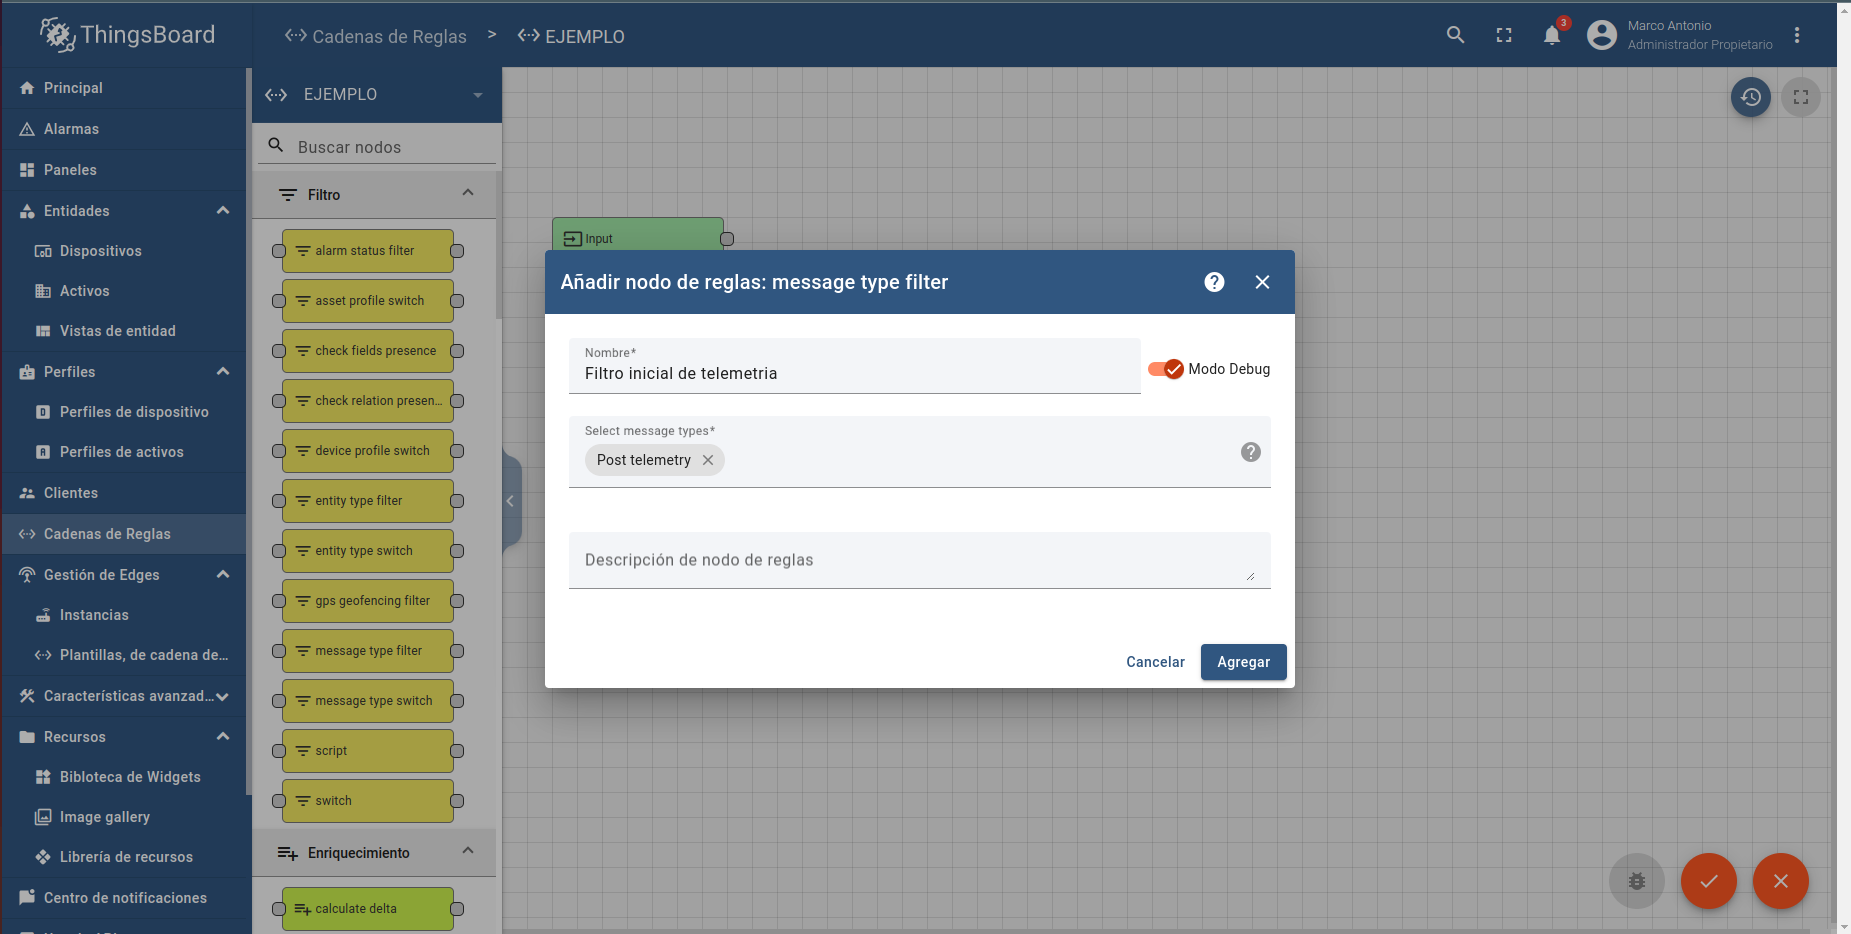 ThingsBoard
Cadenas de Reglas > EJEMPLO
3
Marco Antonio
Administrador Propietario
Principal
Alarmas
Paneles
Entidades
Dispositivos
Activos
Vistas de entidad
Perfiles
Perfiles de dispositivo
Perfiles de activos
Clientes
Cadenas de Reglas
Gestión de Edges
Instancias
Plantillas, de cadena de...
Características avanzad...
Recursos
Bibloteca de Widgets
Image gallery
Librería de recursos
Centro de notificaciones
EJEMPLO
Buscar nodos
Filtro
alarm status filter
asset profile switch
check fields presence
check relation presen...
device profile switch
entity type filter
entity type switch
gps geofencing filter
message type filter
message type switch
script
switch
Enriquecimiento
calculate delta
Input
Añadir nodo de reglas: message type filter
Nombre*
Filtro inicial de telemetria
Modo Debug
Select message types*
Post telemetry
Descripción de nodo de reglas
Cancelar
Agregar